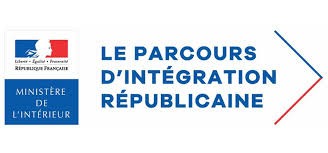 Liberté • Égalité • Fraternité
RÉPUBLIQUE FRANÇAISE
MINISTÈRE
DE
L'INTÉRIEUR
LE PARCOURS
D'INTÉGRATION
RÉPUBLICAINE